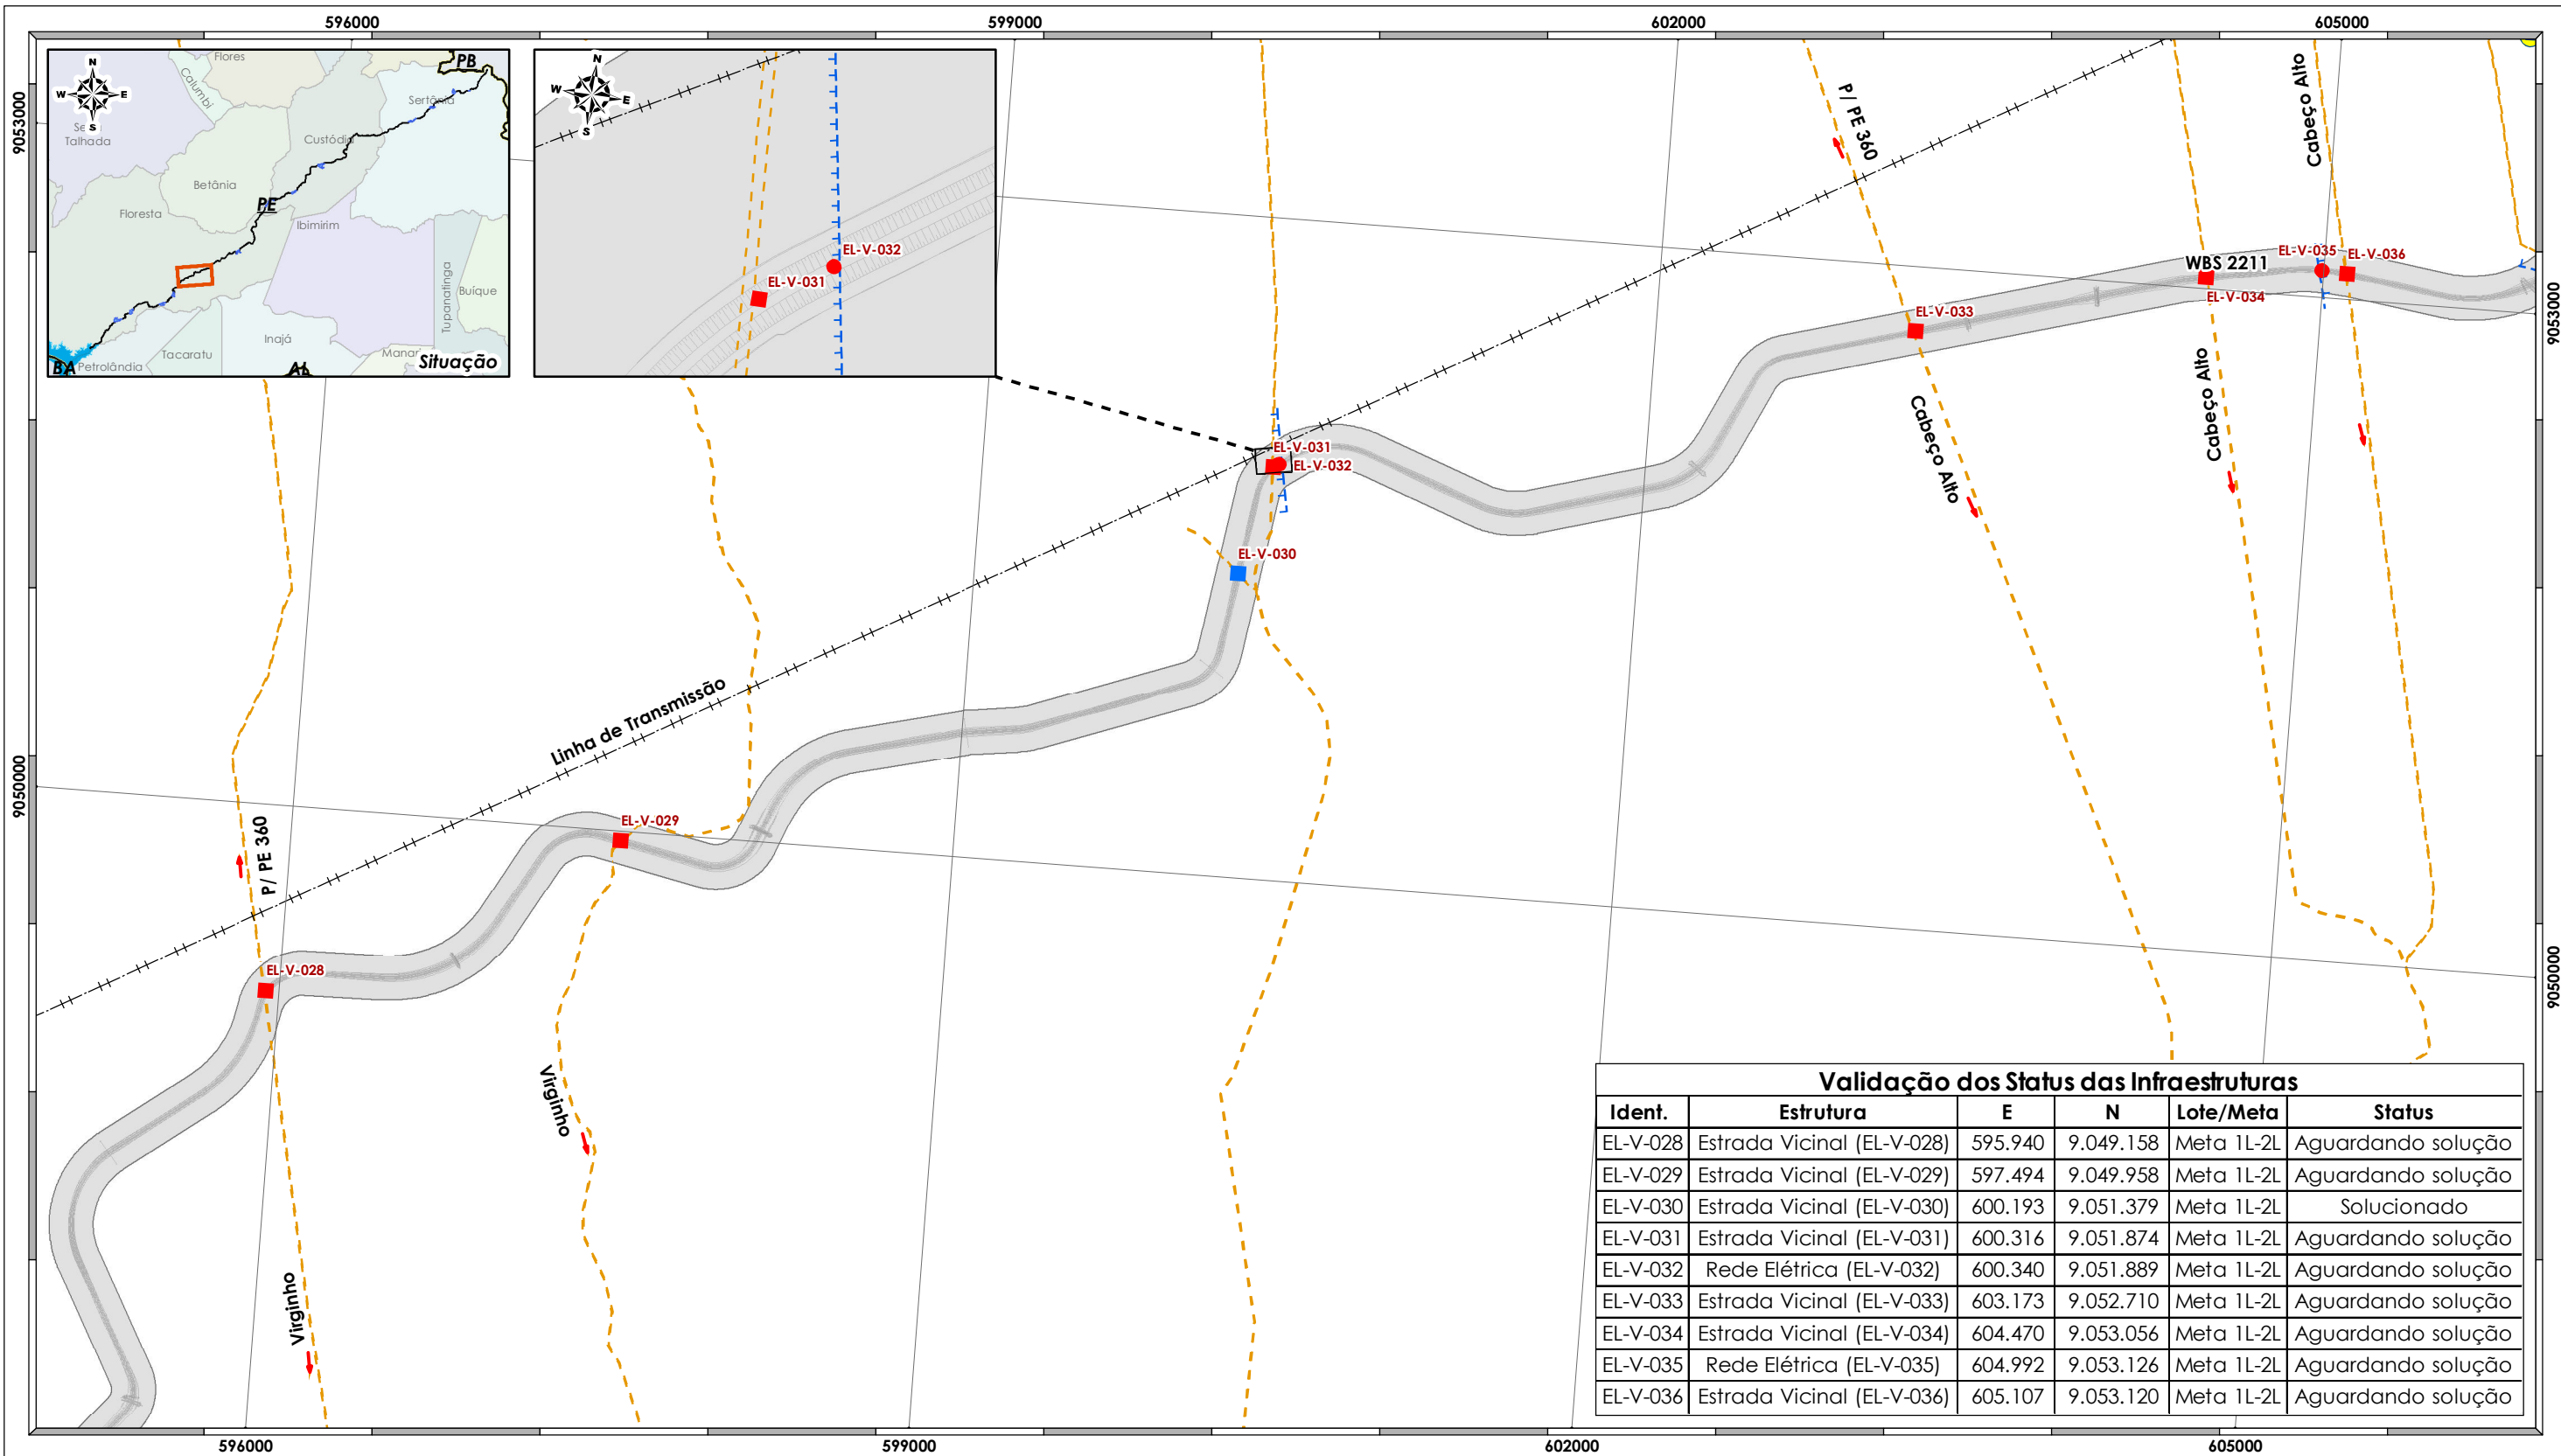 596000
599000
602000
605000
9053000
9050000
9053000
9050000
596000
599000
602000
605000
N
W
E
S
Flores
Calumbi
PB
Sertânia
Talhada
Custódia
Betânia
Floresta
PE
Ibimirim
Tupanatinga
Buíque
Inajá
Tacaratu
BA
Petrolândia
AL
Situação
N
W
E
S
EL-V-032
EL-V-031
P/ PE 360
Cabeço Alto
WBS 2211
EL-V-035
EL-V-036
EL-V-034
EL-V-033
Cabeço Alto
Cabeço Alto
EL-V-031
EL-V-032
EL-V-030
Linha de Transmissão
EL-V-029
P/ PE 360
EL-V-028
Virginho
Virginho
Validação dos Status das Infraestruturas
Ident. Estrutura E N Lote/Meta Status
EL-V-028 Estrada Vicinal (EL-V-028) 595.940 9.049.158 Meta 1L-2L Aguardando solução
EL-V-029 Estrada Vicinal (EL-V-029) 597.494 9.049.958 Meta 1L-2L Aguardando solução
EL-V-030 Estrada Vicinal (EL-V-030) 600.193 9.051.379 Meta 1L-2L Solucionado
EL-V-031 Estrada Vicinal (EL-V-031) 600.316 9.051.874 Meta 1L-2L Aguardando solução
EL-V-032 Rede Elétrica (EL-V-032) 600.340 9.051.889 Meta 1L-2L Aguardando solução
EL-V-033 Estrada Vicinal (EL-V-033) 603.173 9.052.710 Meta 1L-2L Aguardando solução
EL-V-034 Estrada Vicinal (EL-V-034) 604.470 9.053.056 Meta 1L-2L Aguardando solução
EL-V-035 Rede Elétrica (EL-V-035) 604.992 9.053.126 Meta 1L-2L Aguardando solução
EL-V-036 Estrada Vicinal (EL-V-036) 605.107 9.053.120 Meta 1L-2L Aguardando solução